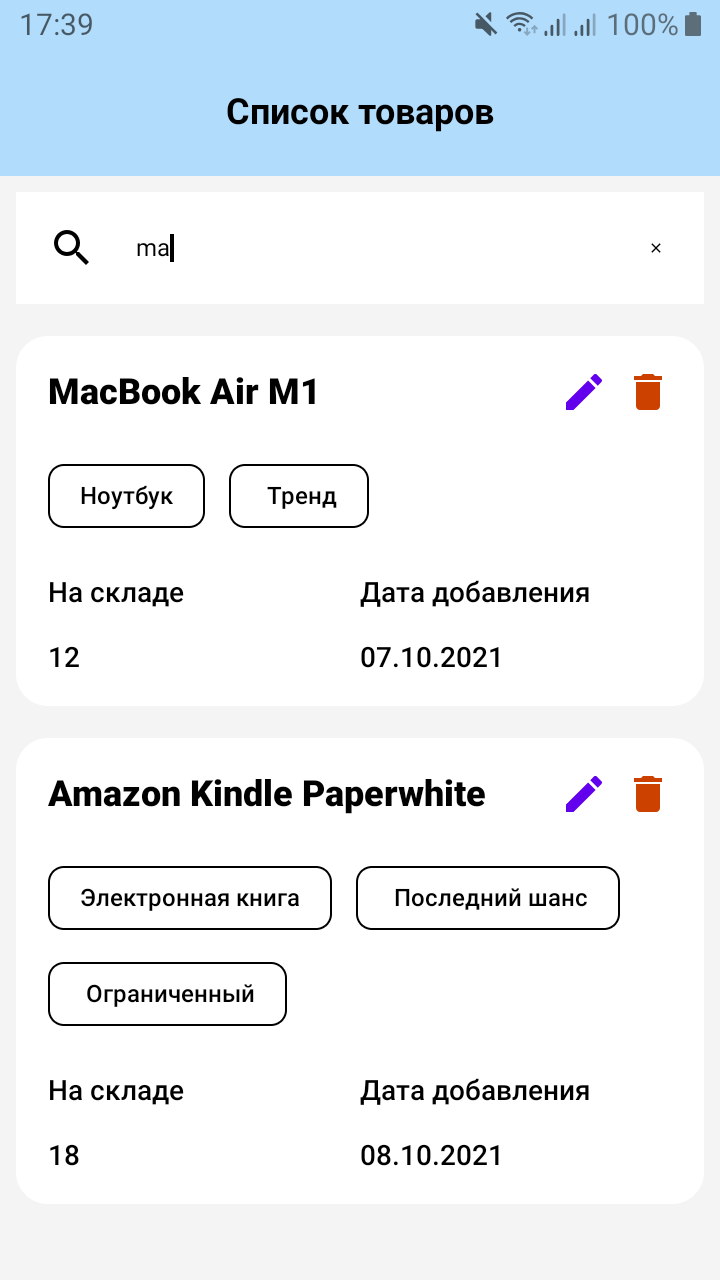 17:39 100%
Список товаров
ma ×
MacBook Air M1
Ноутбук Тренд
На складе Дата добавления
12 07.10.2021
Amazon Kindle Paperwhite
Электронная книга Последний шанс
Ограниченный
На складе Дата добавления
18 08.10.2021